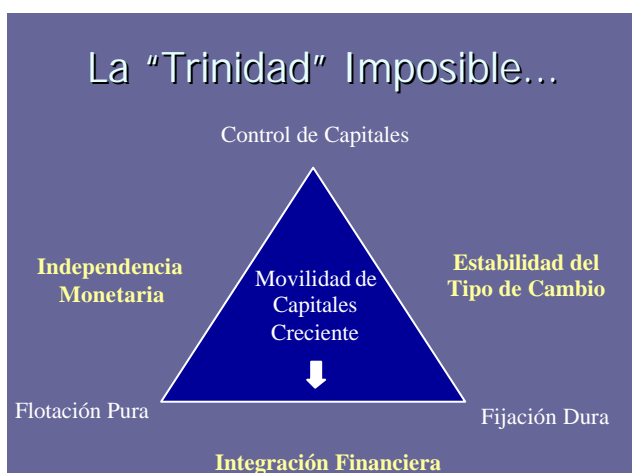 La "Trinidad" Imposible...
Control de Capitales
Independencia
Monetaria
Estabilidad del
Tipo de Cambio
Movilidad de
Capitales
Creciente
Flotación Pura
Fijación Dura
Integración Financiera